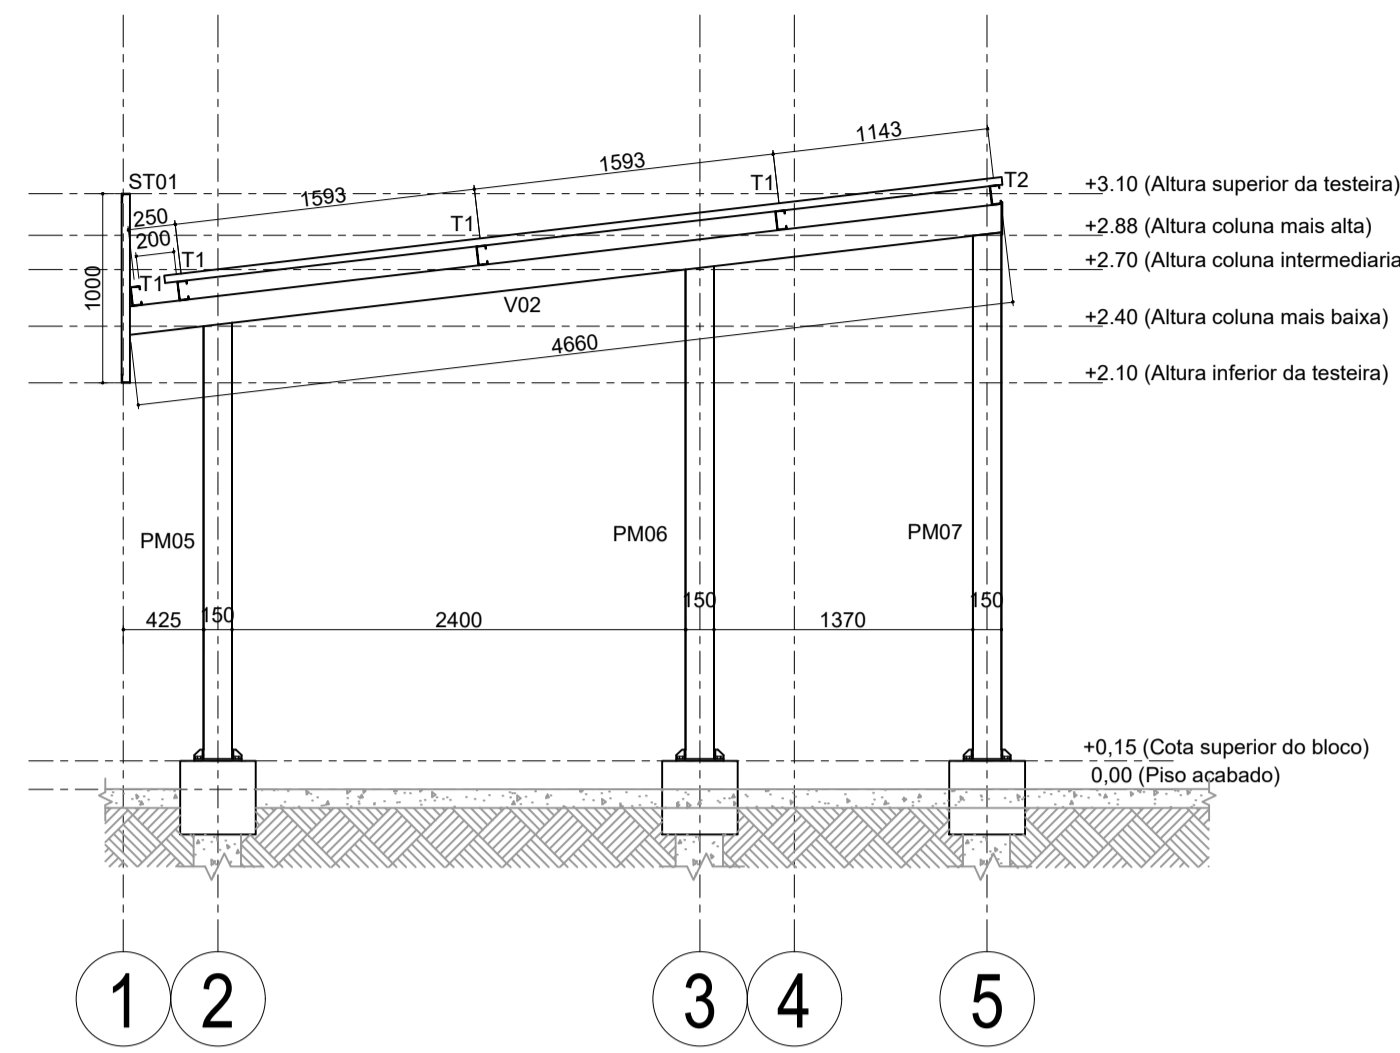 1143
1593
ST01
T1
T2
+3.10 (Altura superior da testeira)
1593
250
T1
+2.88 (Altura coluna mais alta)
200
T1
+2.70 (Altura coluna intermediaria
T1
1000
V02
+2.40 (Altura coluna mais baixa)
4660
+2.10 (Altura inferior da testeira)
PM05
PM06
PM07
425
150
2400
150
1370
150
+0,15 (Cota superior do bloco)
0,00 (Piso acabado)
1
2
3
4
5